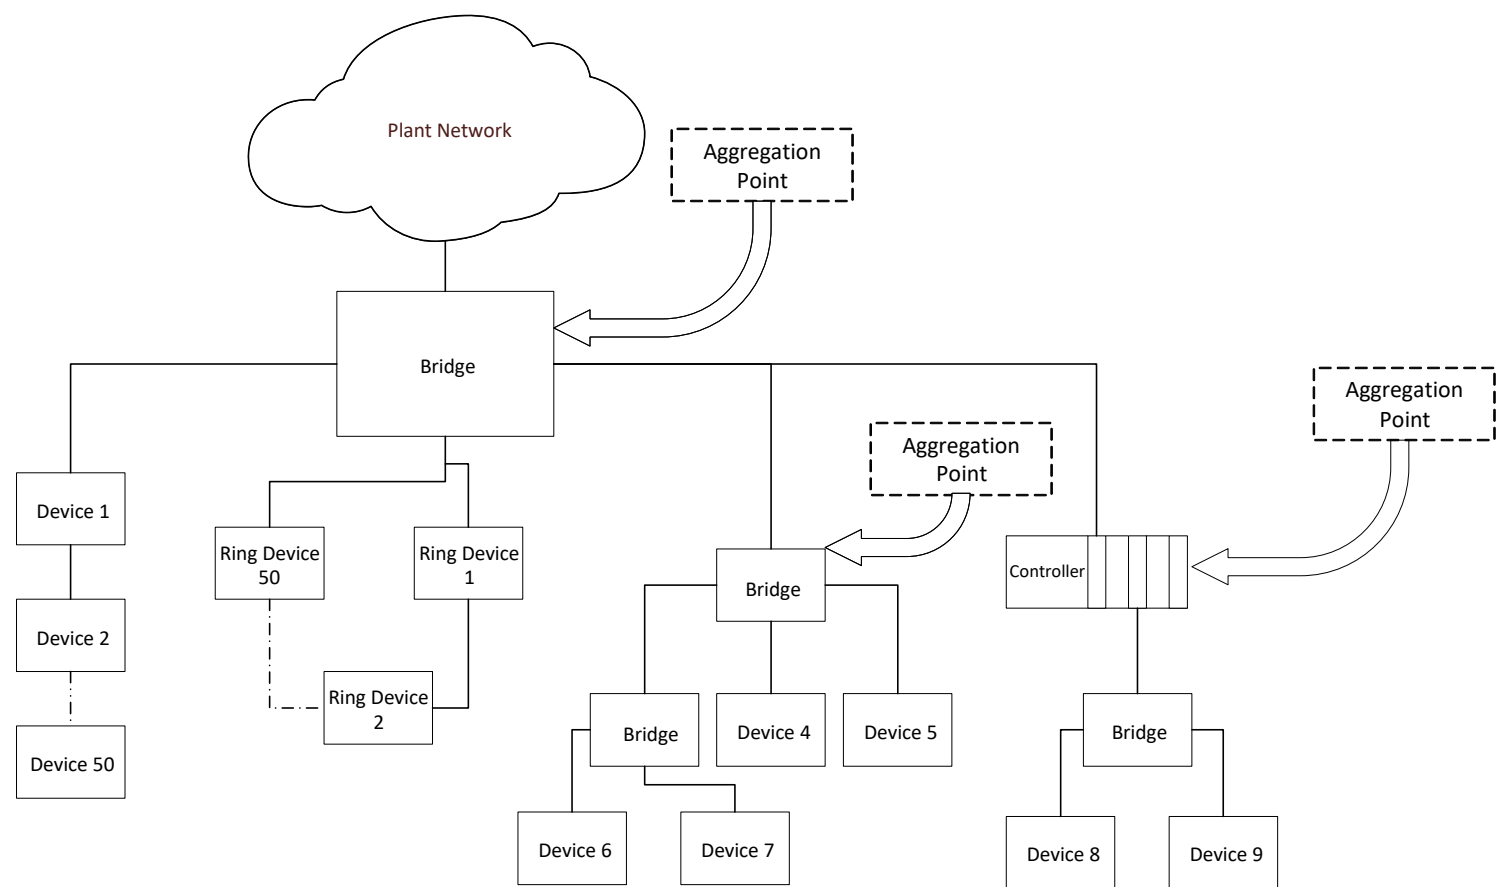 Plant Network
Aggregation
Point
Bridge
Aggregation
Point
Aggregation
Point
Device 1
Ring Device
50
Ring Device
1
Controller
Bridge
Device 2
Ring Device
2
Bridge
Device 4
Device 5
Bridge
Device 50
Device 6
Device 7
Device 8
Device 9